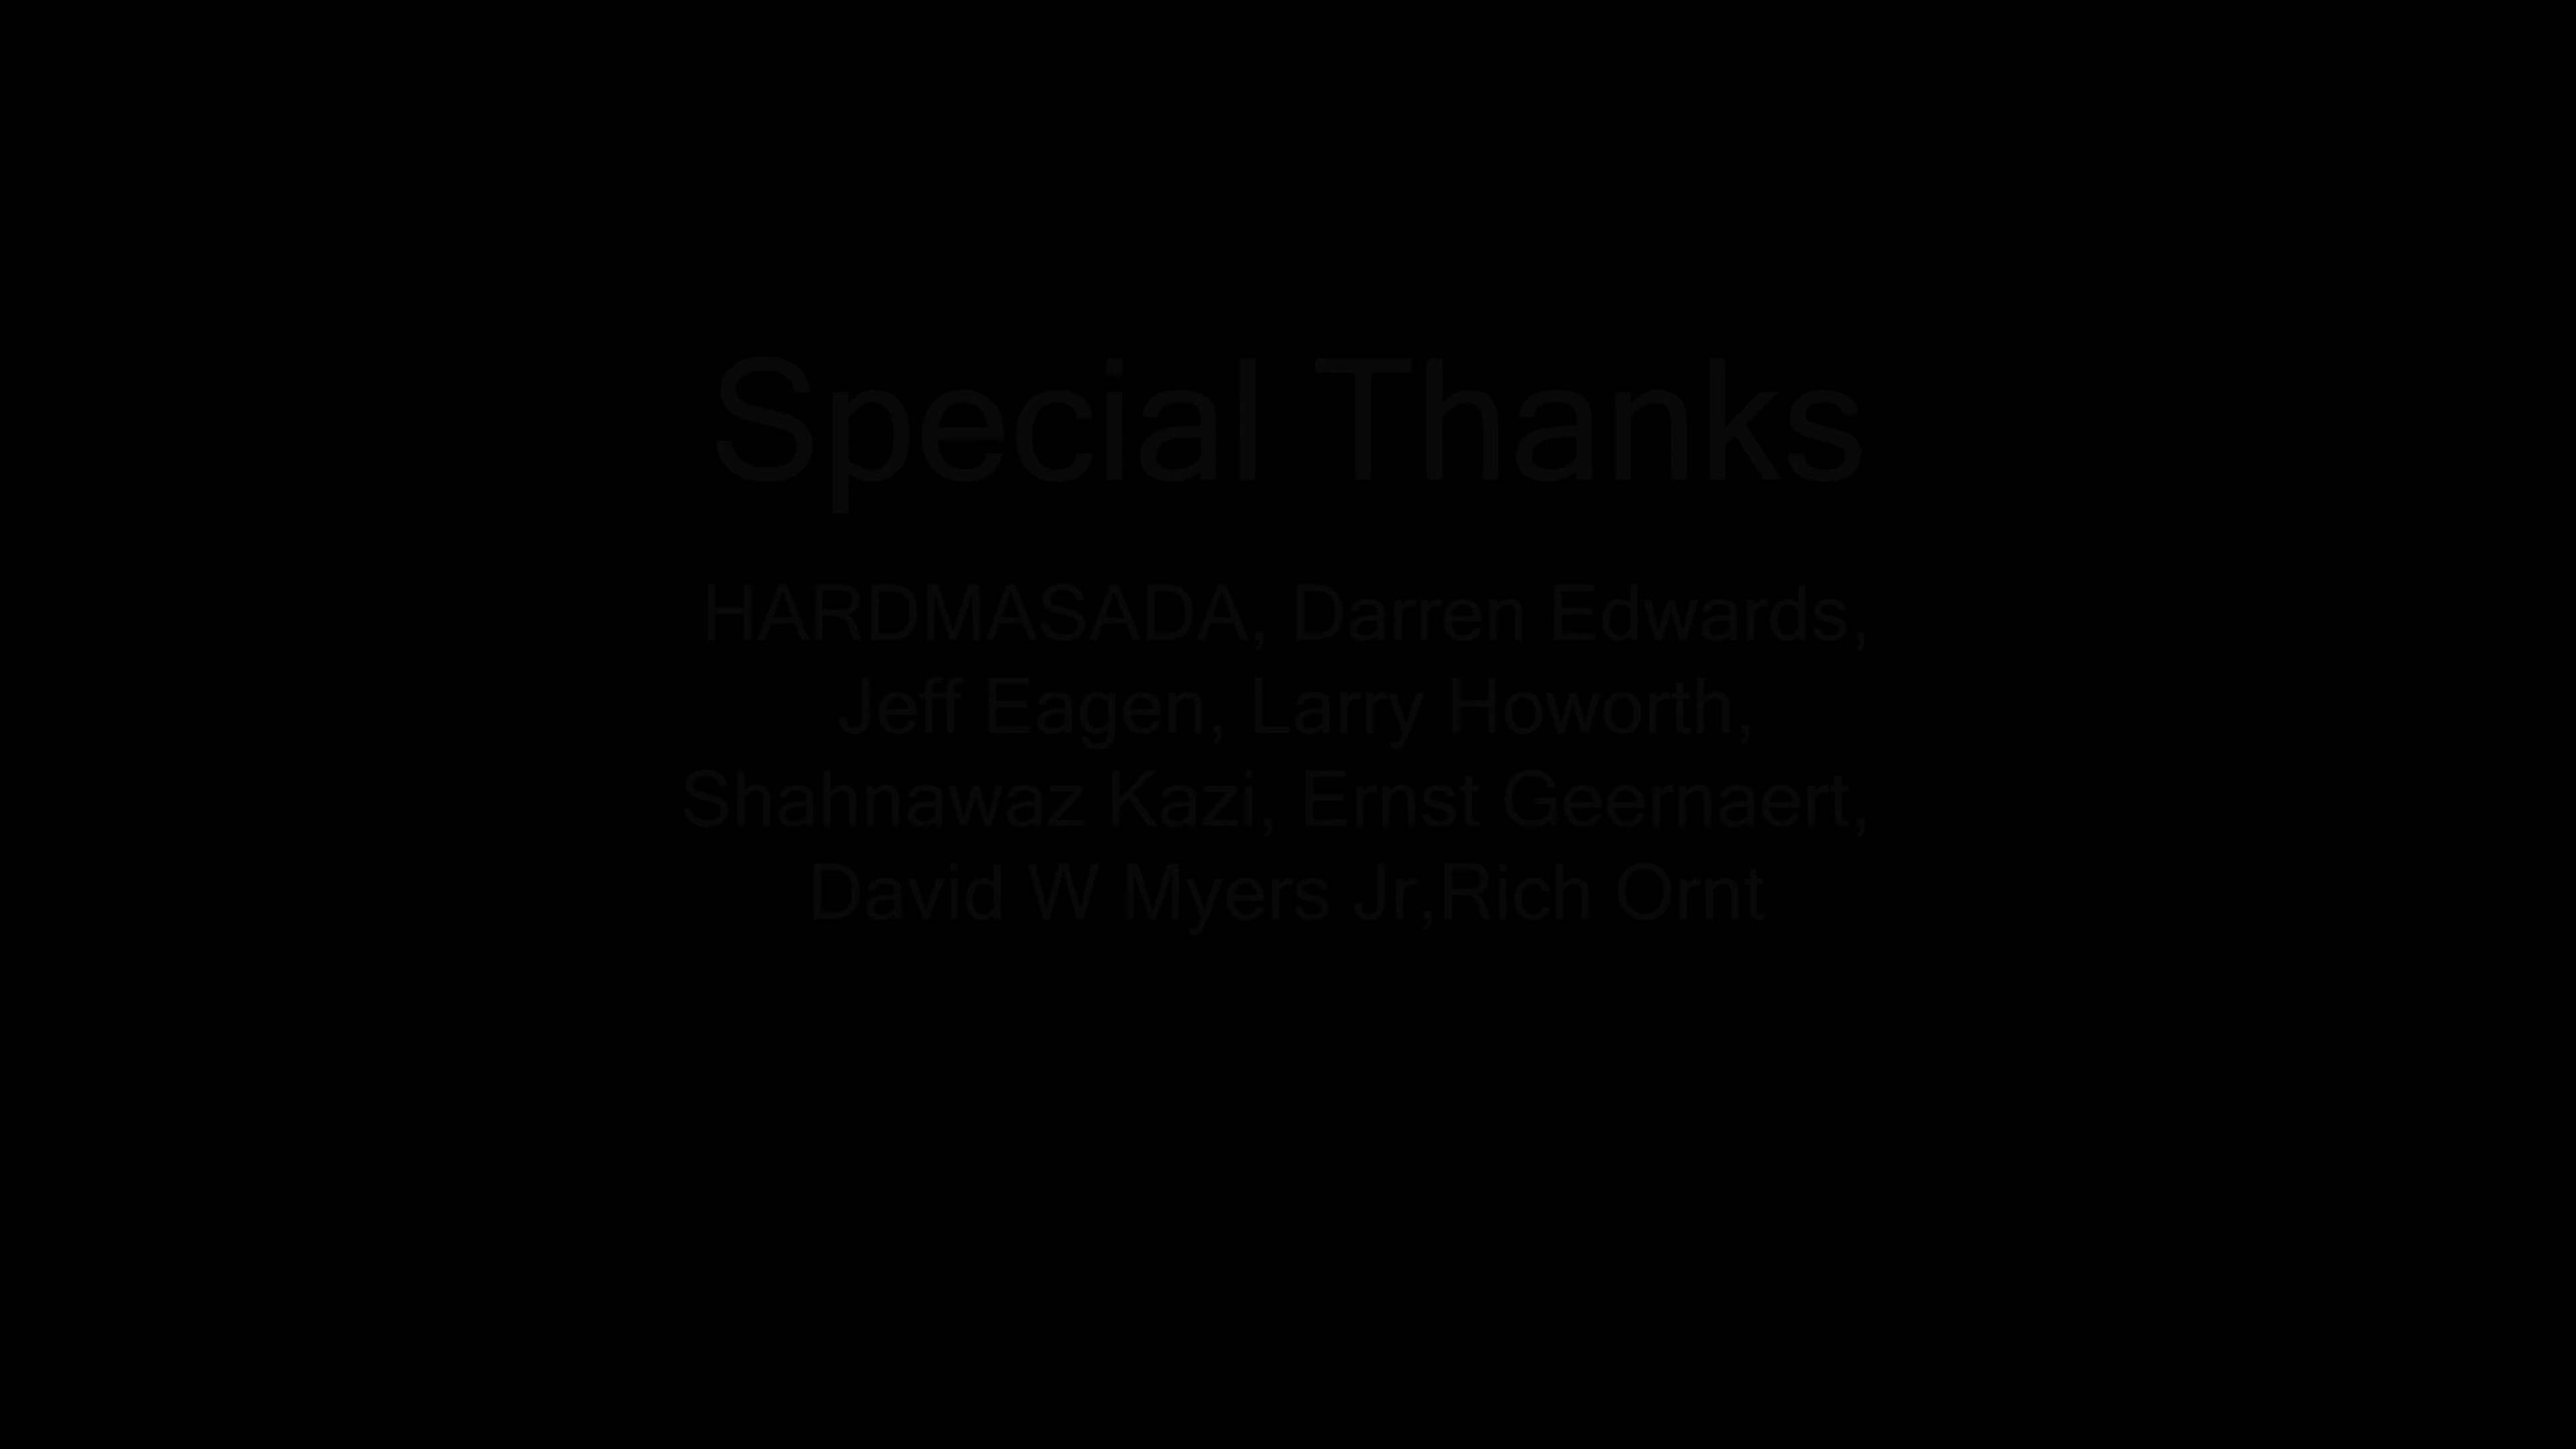 Special Thanks
HARDMASADA, Darren Edwards,
Jeff Eagen, Larry Howorth,
Shahnawaz Kazi, Ernst Geernaert,
David W Myers Jr,Rich Ornt